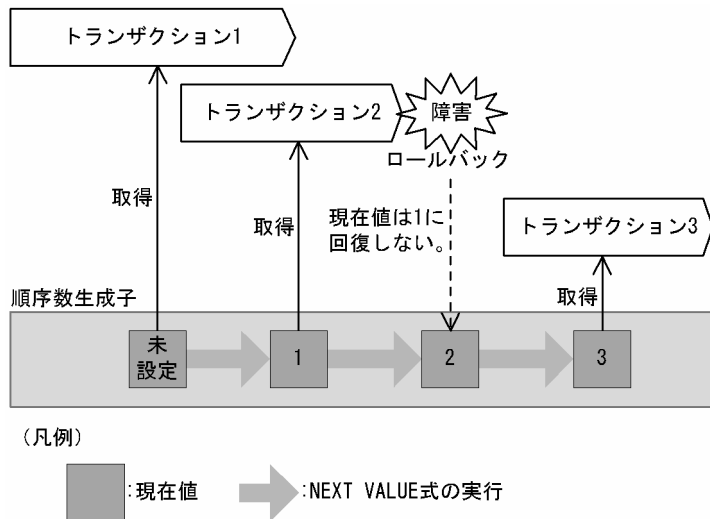 トランザクション1
トランザクション2
障害
ロールバック
取得
取得
現在値は1に
回復しない。
トランザクション3
取得
順序数生成子
未
設定
1
2
3
（凡例）
:現在値
:NEXT VALUE式の実行